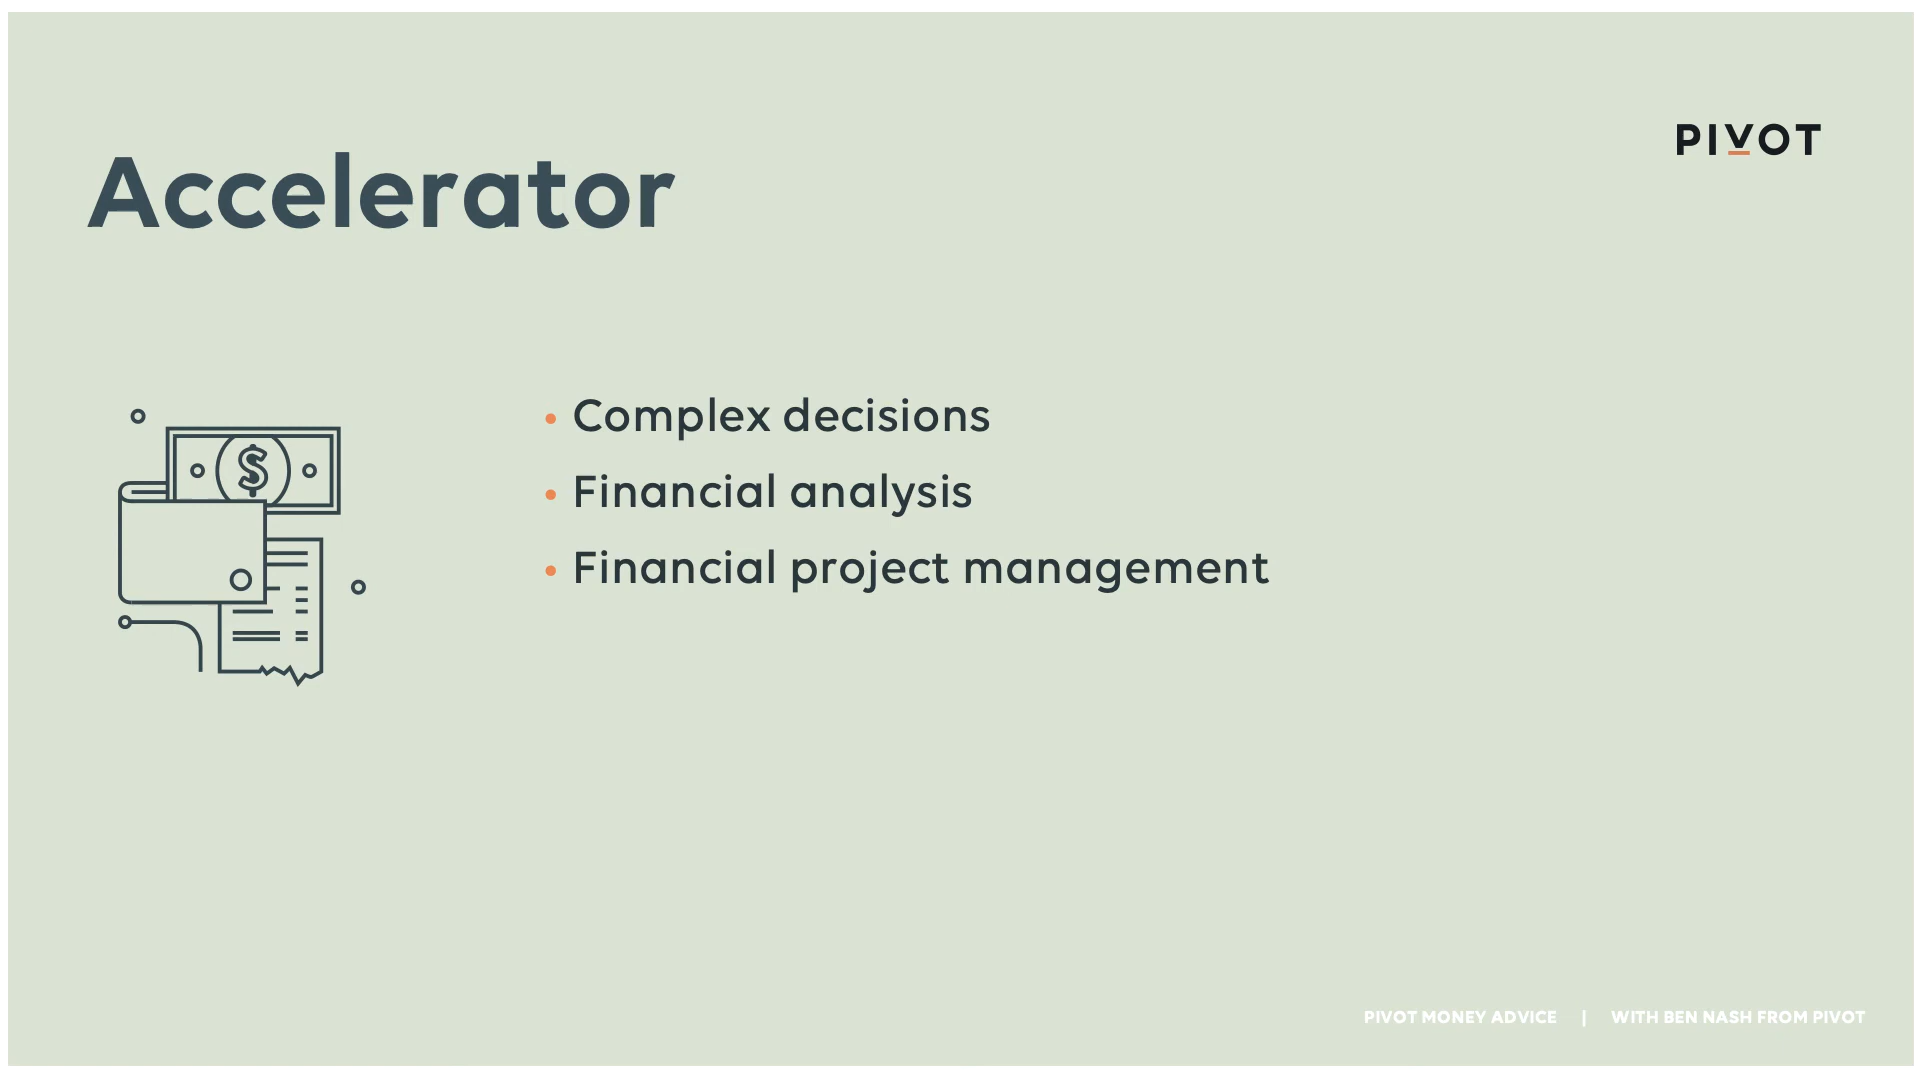 PIVOT
Accelerator
$
• Complex decisions
• Financial analysis
• Financial project management
PIVOT MONEY ADVICE | WITH BEN NASH FROM PIVOT